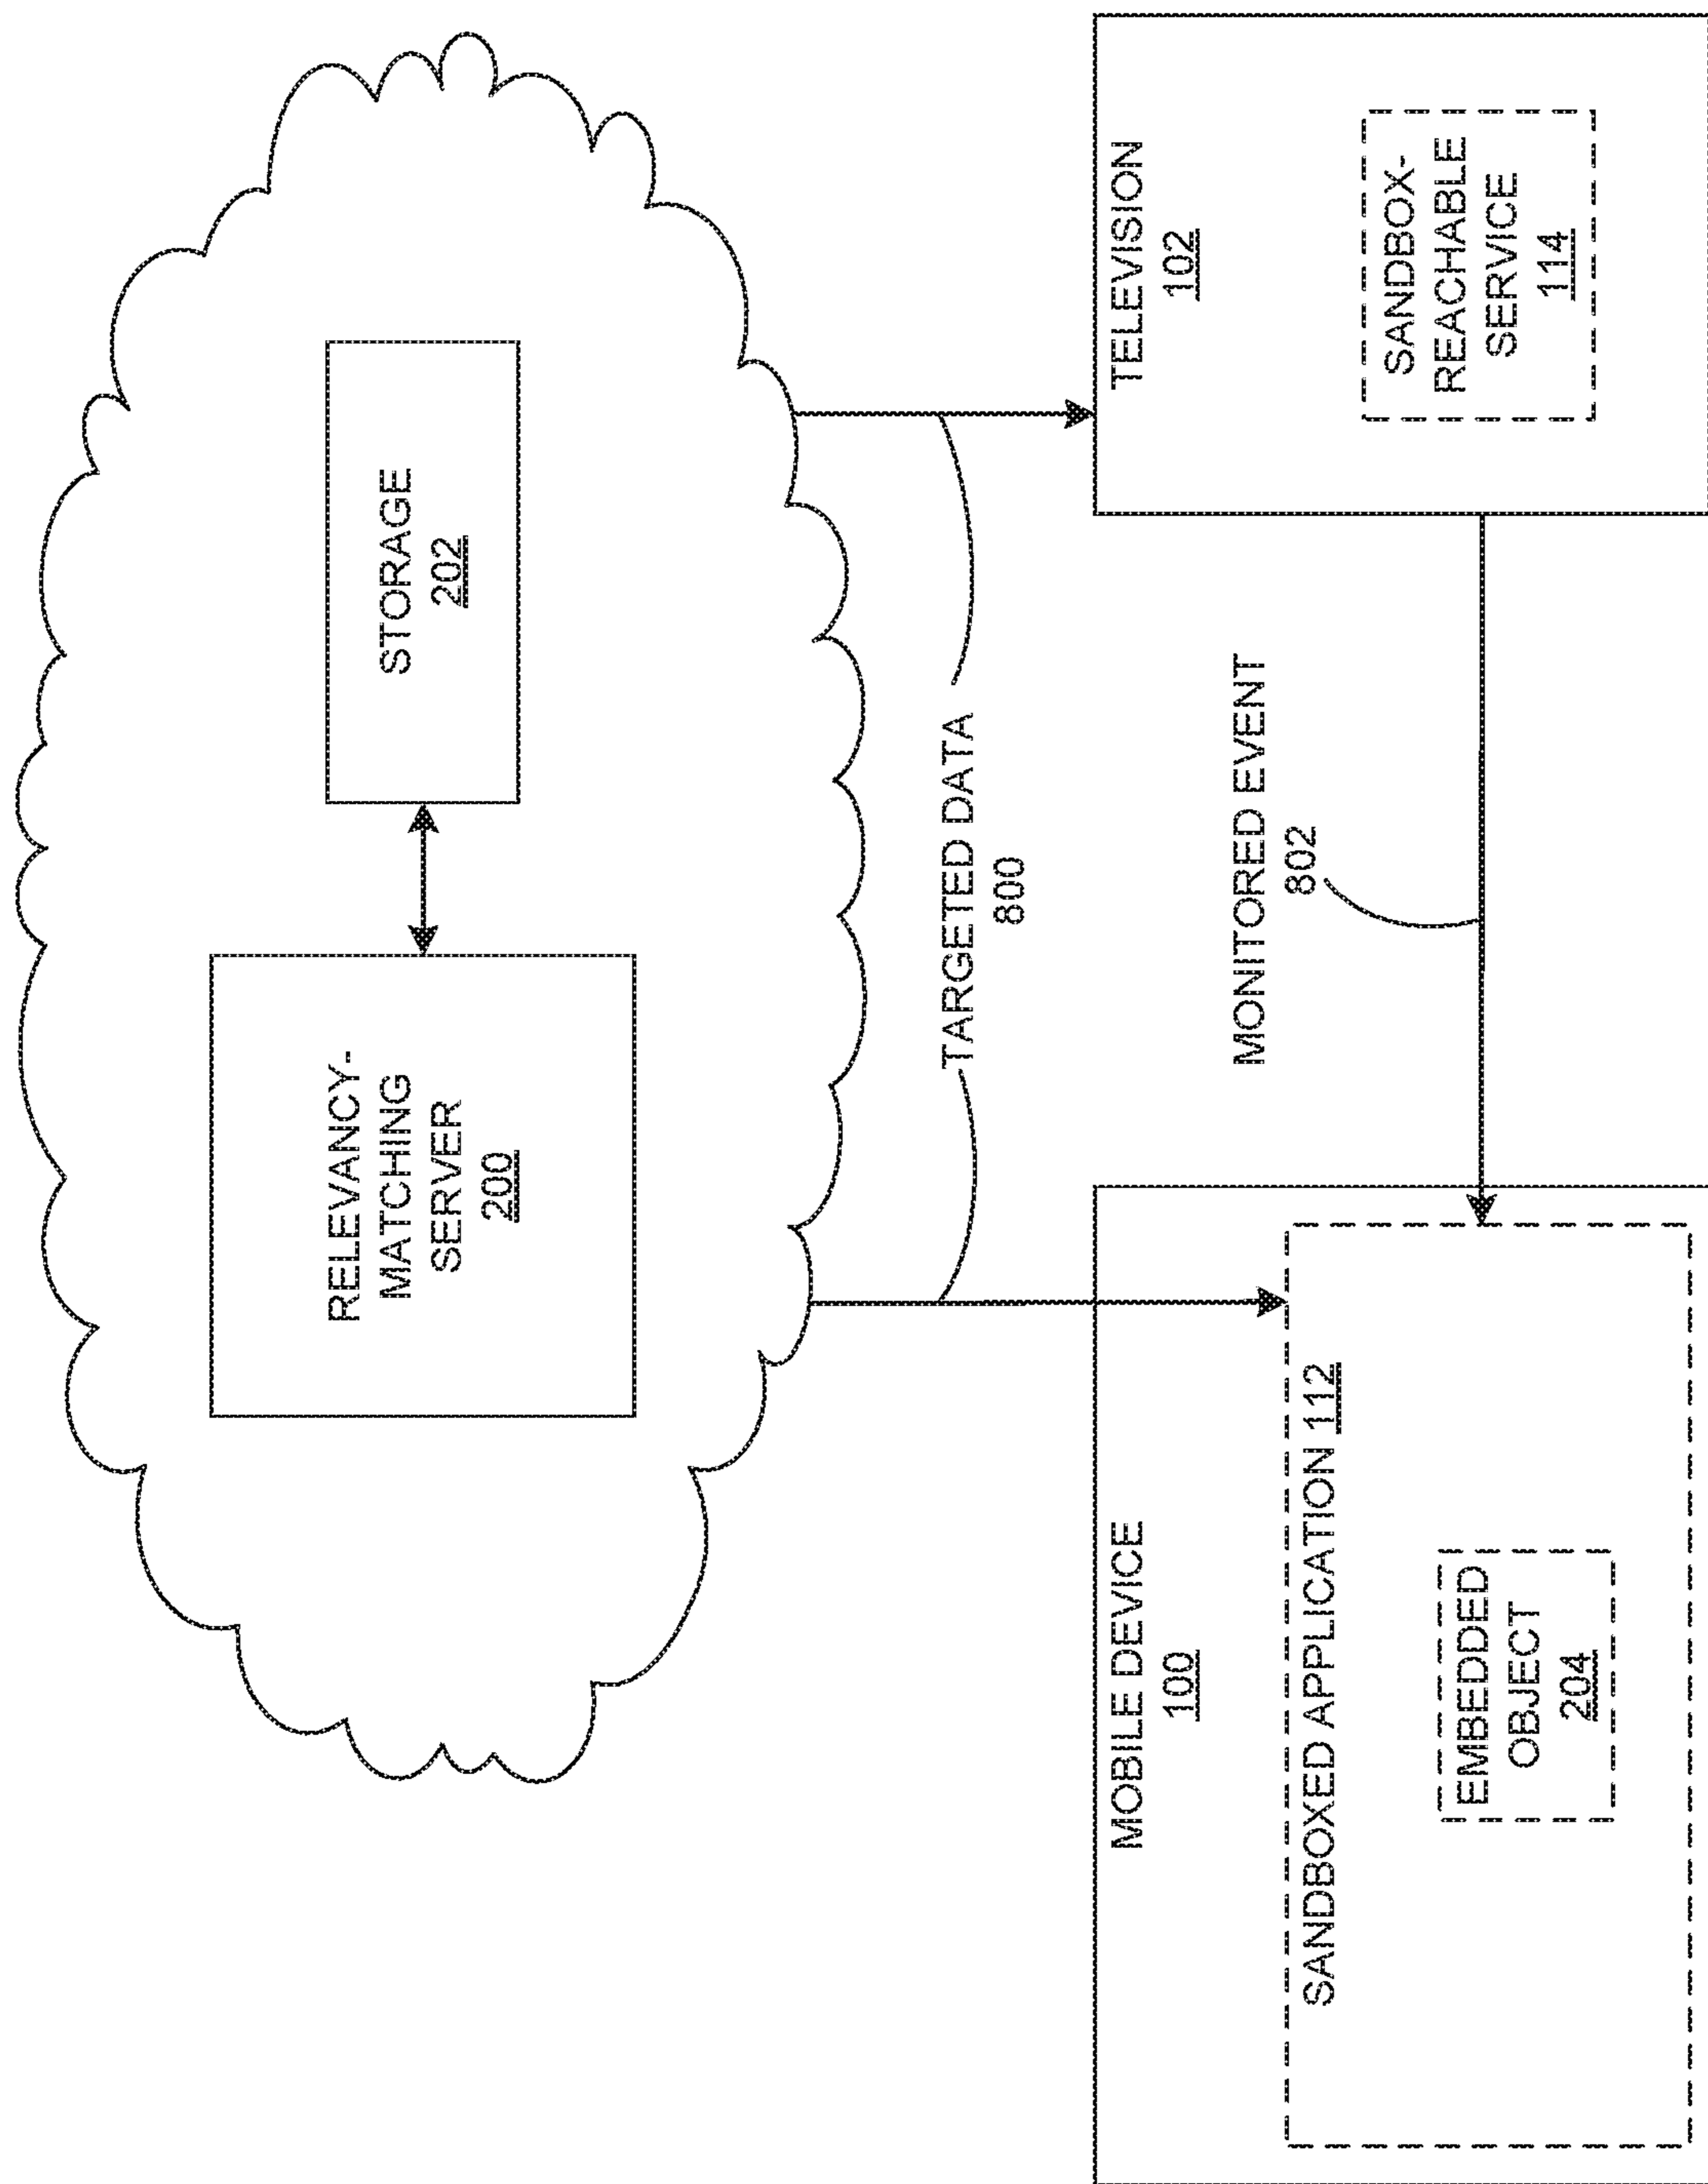 RELEVANCY-
MATCHING
SERVER
200
STORAGE
202
TARGETED DATA
800
MOBILE DEVICE
100
SANDBOXED APPLICATION 112
EMBEDDED
OBJECT
204
MONITORED EVENT
802
TELEVISION
102
SANDBOX-
REACHABLE
SERVICE
114